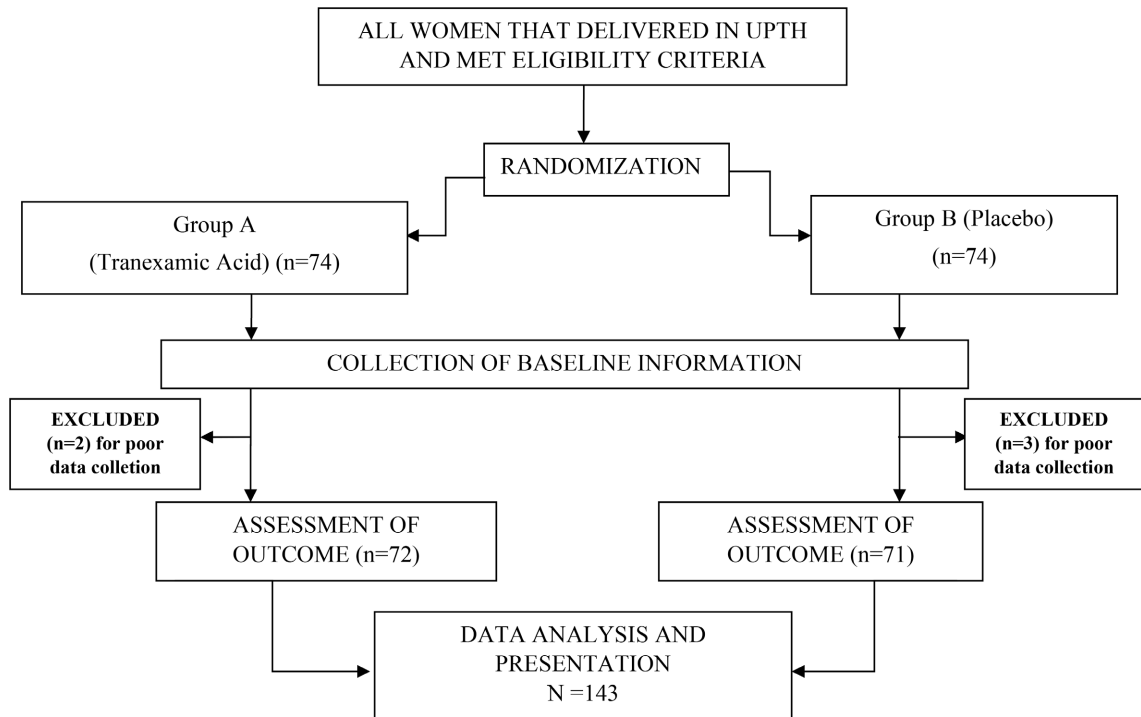 ALL WOMEN THAT DELIVERED IN UPTH
AND MET ELIGIBILITY CRITERIA
RANDOMIZATION
Group A
(Tranexamic Acid) (n=74)
Group B (Placebo)
(n=74)
COLLECTION OF BASELINE INFORMATION
EXCLUDED
(n=2) for poor
data colletion
EXCLUDED
(n=3) for poor
data collection
ASSESSMENT OF
OUTCOME (n=72)
ASSESSMENT OF
OUTCOME (n=71)
DATA ANALYSIS AND
PRESENTATION
N =143